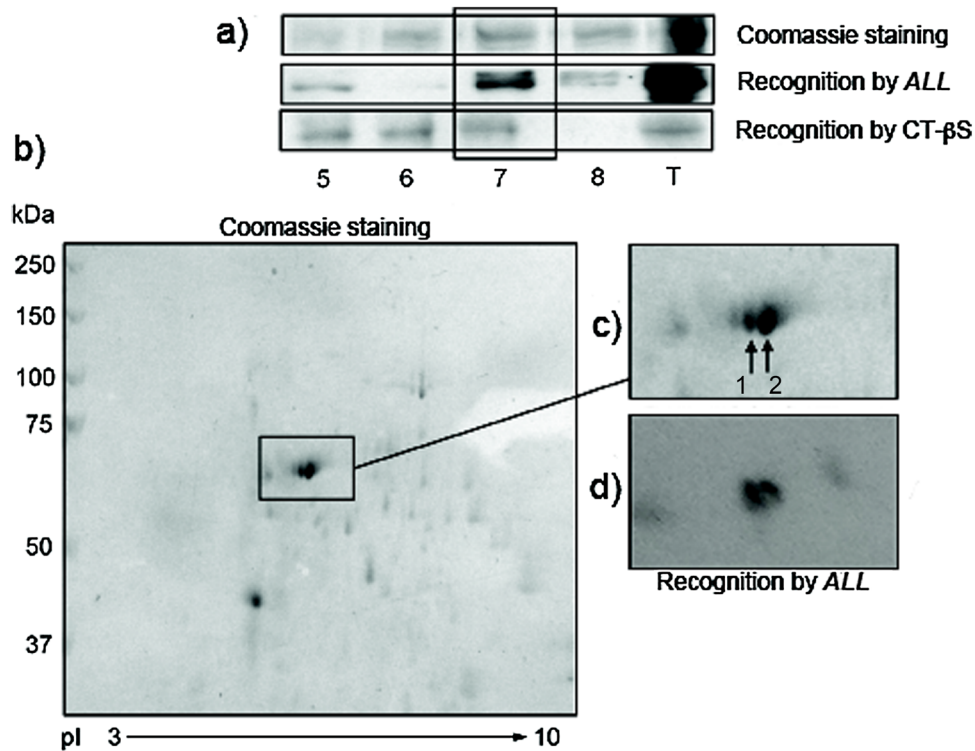 a)
Coomassie staining
Recognition by ALL
Recognition by CT-βS
5 6 7 8 T
b)
kDa
Coomassie staining
250
150
100
75
50
37
pI 3 10
c)
1 2
d)
Recognition by ALL